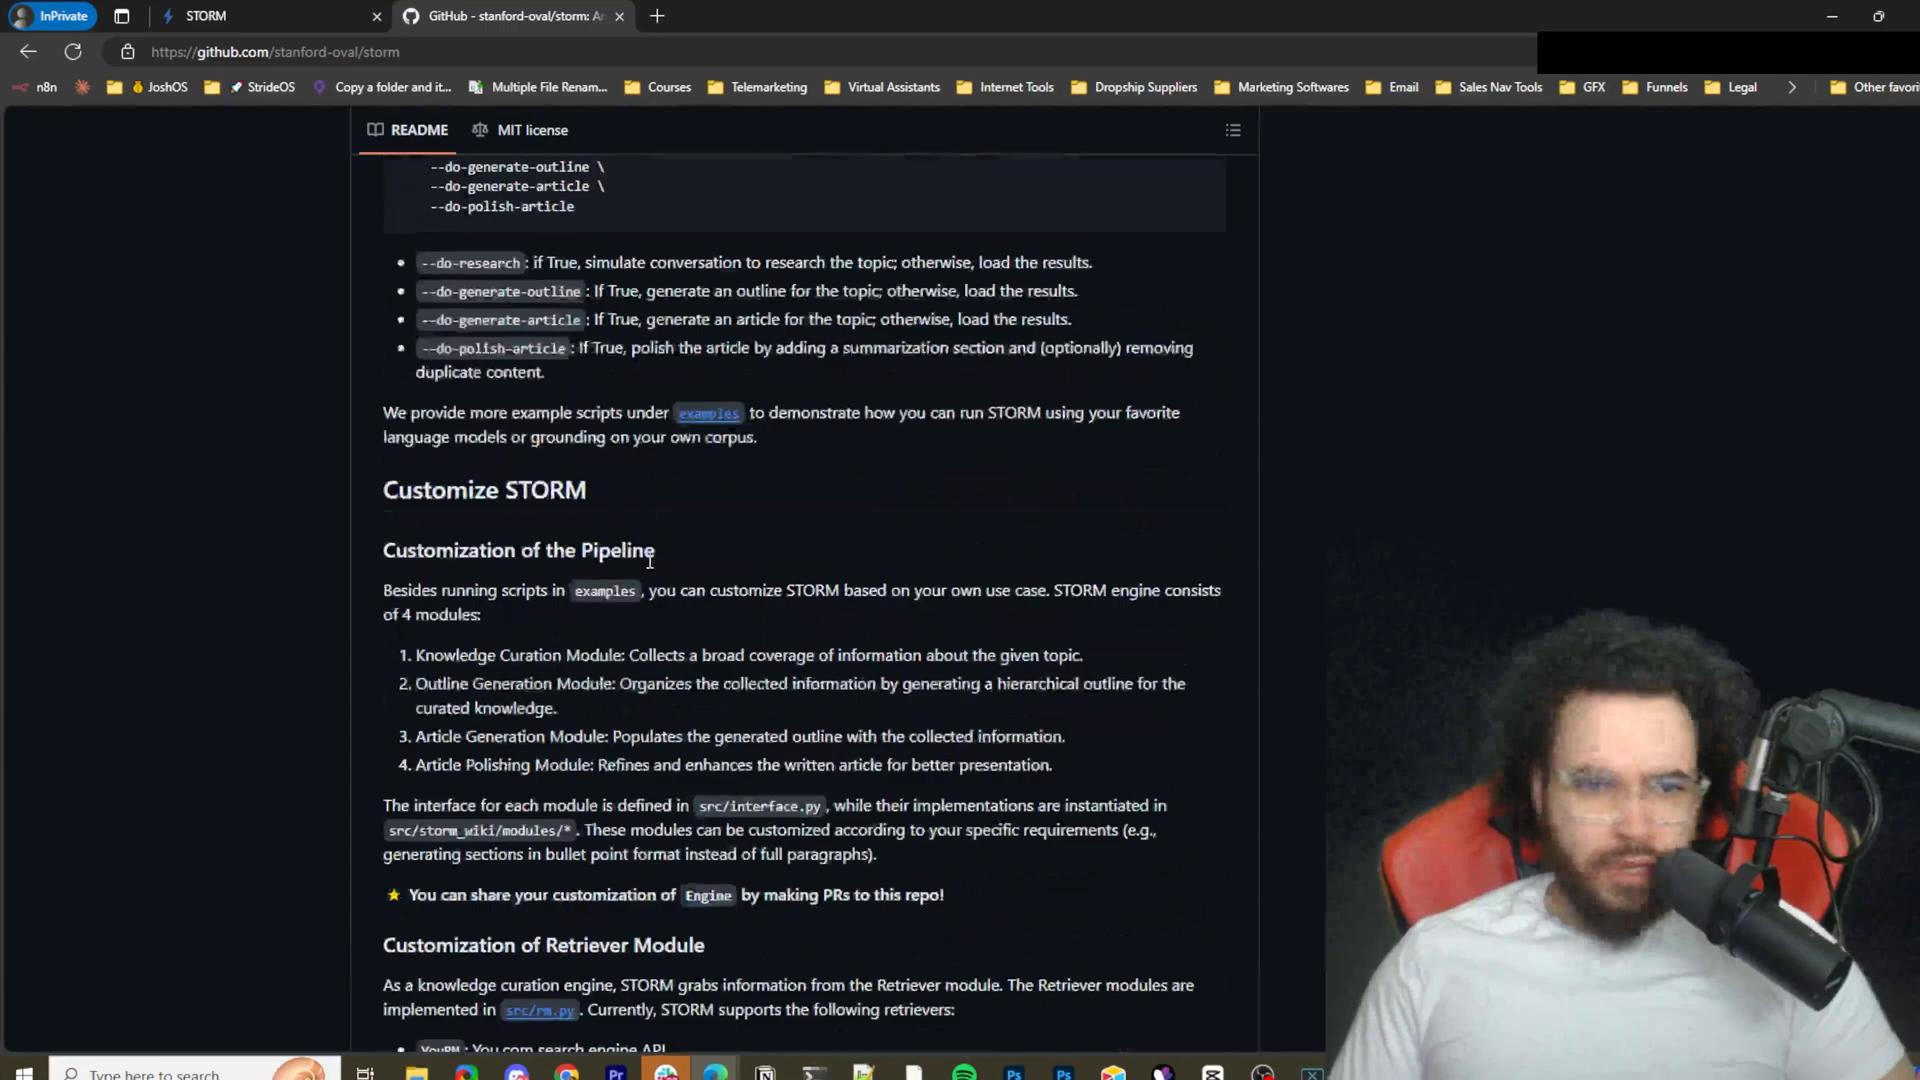 InPrivate
STORM
GitHub - stanford-oval/storm: An
https://github.com/stanford-oval/storm
n8n
JoshOS
StrideOS
Copy a folder and it...
Multiple File Renam...
Courses
Telemarketing
Virtual Assistants
Internet Tools
Dropship Suppliers
Marketing Softwares
Email
Sales Nav Tools
GFX
Funnels
Legal
Other favori
README
MIT license
--do-generate-outline \
--do-generate-article \
--do-polish-article
• --do-research: if True, simulate conversation to research the topic; otherwise, load the results.
• --do-generate-outline: If True, generate an outline for the topic; otherwise, load the results.
• --do-generate-article: If True, generate an article for the topic; otherwise, load the results.
• --do-polish-article: If True, polish the article by adding a summarization section and (optionally) removing
duplicate content.
We provide more example scripts under examples to demonstrate how you can run STORM using your favorite
language models or grounding on your own corpus.
Customize STORM
Customization of the Pipeline
Besides running scripts in examples, you can customize STORM based on your own use case. STORM engine consists
of 4 modules:
1. Knowledge Curation Module: Collects a broad coverage of information about the given topic.
2. Outline Generation Module: Organizes the collected information by generating a hierarchical outline for the
curated knowledge.
3. Article Generation Module: Populates the generated outline with the collected information.
4. Article Polishing Module: Refines and enhances the written article for better presentation.
The interface for each module is defined in src/interface.py, while their implementations are instantiated in
src/storm_wiki/modules/*. These modules can be customized according to your specific requirements (e.g.,
generating sections in bullet point format instead of full paragraphs).
You can share your customization of Engine by making PRs to this repo!
Customization of Retriever Module
As a knowledge curation engine, STORM grabs information from the Retriever module. The Retriever modules are
implemented in src/rm.py. Currently, STORM supports the following retrievers:
• YouRM: You.com search engine API
Type here to search
Pr
Ps
Ps